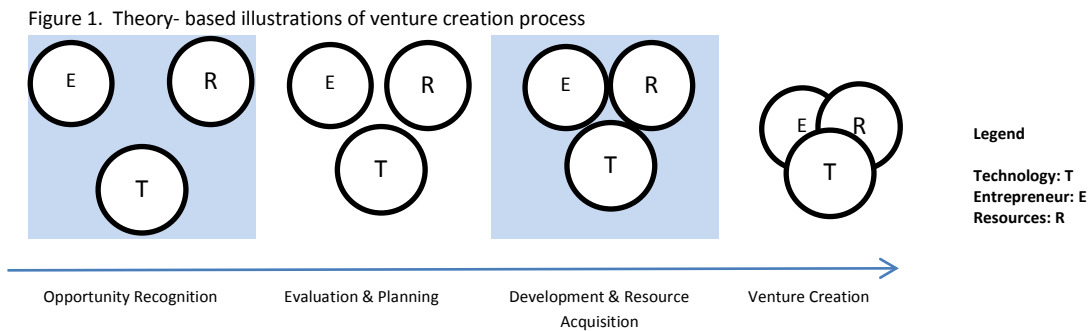 Figure 1. Theory- based illustrations of venture creation process
E
R
T
E
R
T
E
R
T
E
R
T
Legend
Technology: T
Entrepreneur: E
Resources: R
Opportunity Recognition
Evaluation & Planning
Development & Resource
Acquisition
Venture Creation